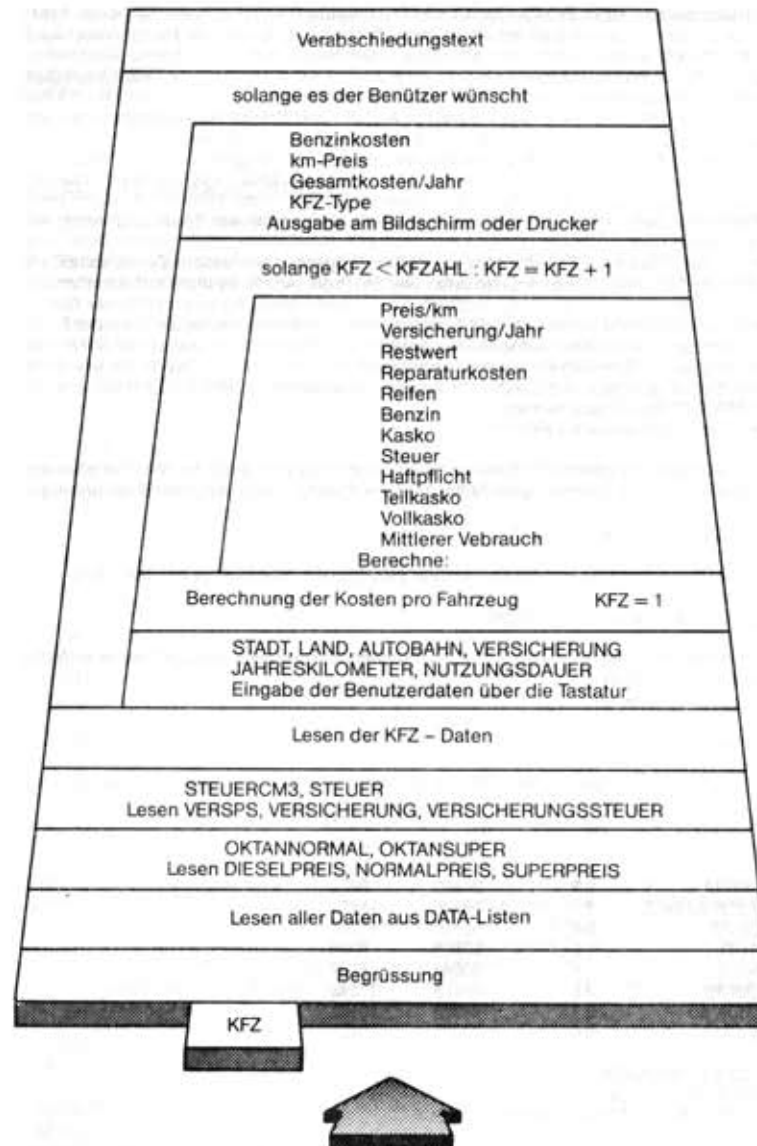 Verabschiedungstext
solange es der Benützer wünscht
Benzinkosten
km-Preis
Gesamtkosten/Jahr
KFZ-Type
Ausgabe am Bildschirm oder Drucker
solange KFZ < KFZAHL : KFZ = KFZ + 1
Preis/km
Versicherung/Jahr
Restwert
Reparaturkosten
Reifen
Benzin
Kasko
Steuer
Haftpflicht
Teilkasko
Vollkasko
Mittlerer Vebrauch
Berechne:
Berechnung der Kosten pro Fahrzeug KFZ = 1
STADT, LAND, AUTOBAHN, VERSICHERUNG
JAHRESKILOMETER, NUTZUNGSDAUER
Eingabe der Benutzerdaten über die Tastatur
Lesen der KFZ – Daten
STEUERCM3, STEUER
Lesen VERSPS, VERSICHERUNG, VERSICHERUNGSSTEUER
OKTANNORMAL, OKTANSUPER
Lesen DIESELPREIS, NORMALPREIS, SUPERPREIS
Lesen aller Daten aus DATA-Listen
Begrüssung
KFZ